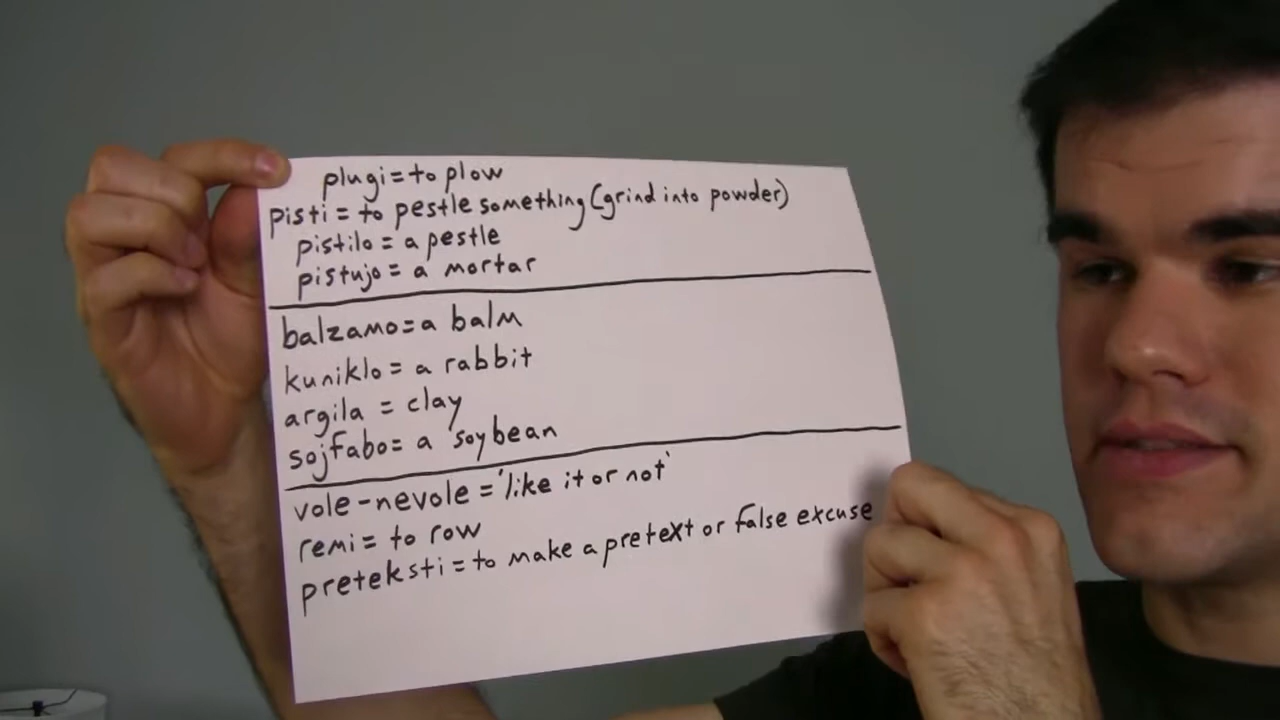 plugi = to plow
pisti = to pestle something (grind into powder)
pistilo = a pestle
pistujo = a mortar
balzamo = a balm
kuniklo = a rabbit
argila = clay
sojfabo = a soybean
vole-nevole = 'like it or not'
remi = to row
preteksti = to make a pretext or false excuse